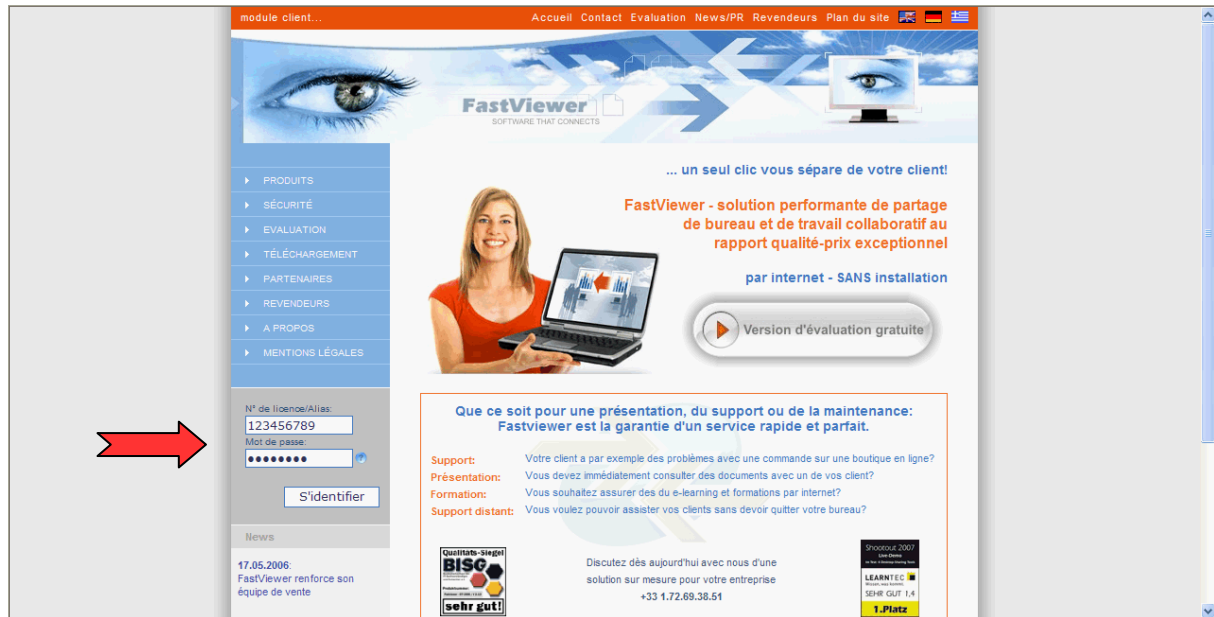 module client...
Accueil Contact Evaluation News/PR Revendeurs Plan du site
FastViewer
SOFTWARE THAT CONNECTS
PRODUITS
SÉCURITÉ
EVALUATION
TÉLÉCHARGEMENT
PARTENAIRES
REVENDEURS
A PROPOS
MENTIONS LÉGALES
... un seul clic vous sépare de votre client!
FastViewer - solution performante de partage
de bureau et de travail collaboratif au
rapport qualité-prix exceptionnel
par internet - SANS installation
Version d'évaluation gratuite
N° de licence/Alias:
123456789
Mot de passe:
S'identifier
News
17.05.2006:
FastViewer renforce son
équipe de vente
Que ce soit pour une présentation, du support ou de la maintenance:
Fastviewer est la garantie d'un service rapide et parfait.
Support: Votre client a par exemple des problèmes avec une commande sur une boutique en ligne?
Présentation: Vous devez immédiatement consulter des documents avec un de vos client?
Formation: Vous souhaitez assurer des du e-learning et formations par internet?
Support distant: Vous voulez pouvoir assister vos clients sans devoir quitter votre bureau?
Qualitäts-Siegel
BISG
sehr gut!
Discutez dès aujourd'hui avec nous d'une
solution sur mesure pour votre entreprise
+33 1.72.69.38.51
Shootout 2007
Live-Demo
LEARNTEC
Wissen, was kommt.
SEHR GUT 1,4
1.Platz